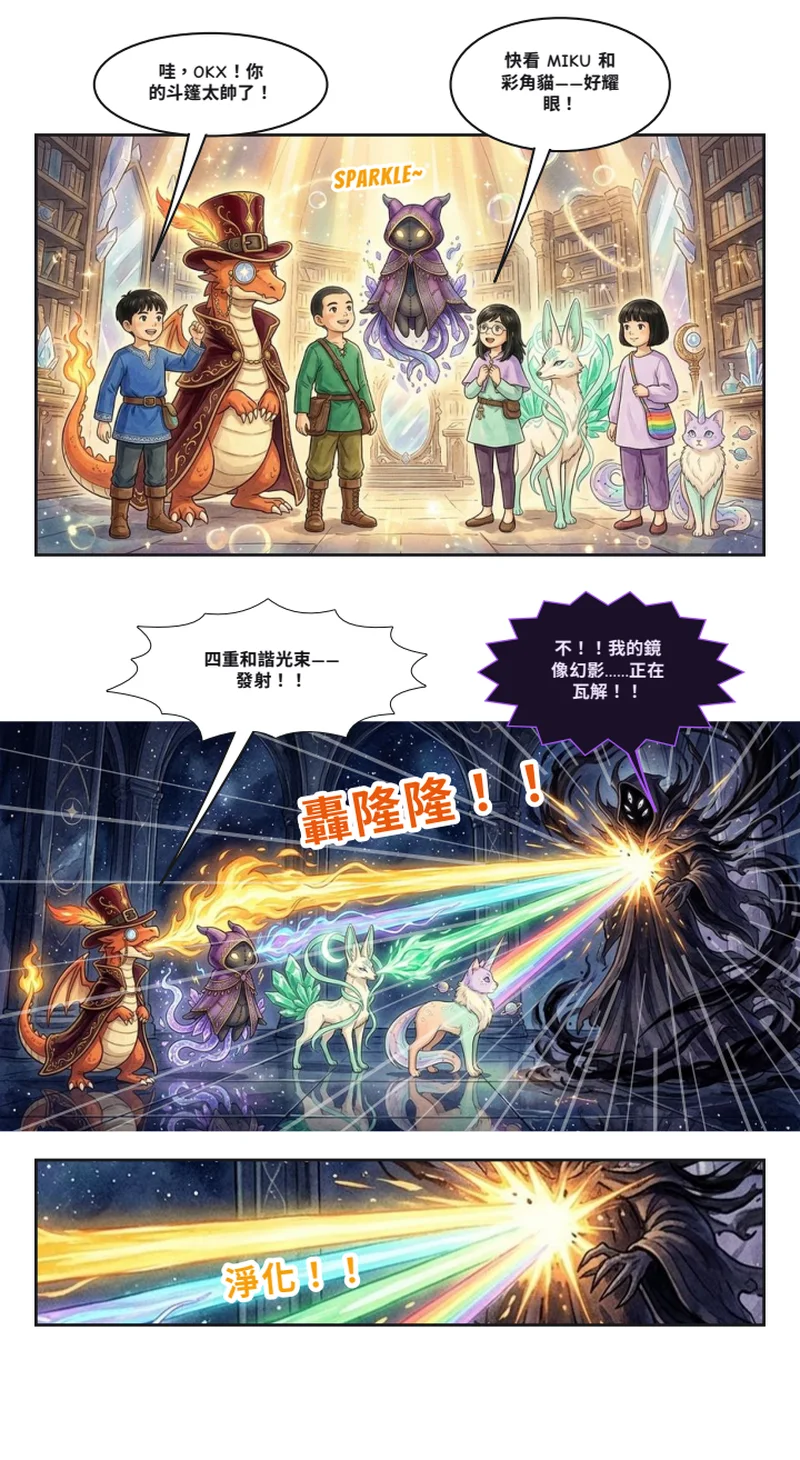 哇，OKX！你
的斗篷太帥了！
快看 MIKU 和
彩角貓——好耀
眼！
SPARKLE~
四重和諧光束——
發射！！
不！！我的鏡
像幻影……正在
瓦解！！
轟隆隆！！
淨化！！